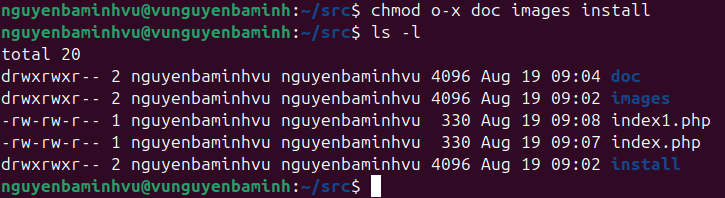 nguyenbaminhvu@vunguyenbaminh:~/src$ chmod o-x doc images install
nguyenbaminhvu@vunguyenbaminh:~/src$ ls -l
total 20
drwxrwxr-- 2 nguyenbaminhvu nguyenbaminhvu 4096 Aug 19 09:04 doc
drwxrwxr-- 2 nguyenbaminhvu nguyenbaminhvu 4096 Aug 19 09:02 images
-rw-rw-r-- 1 nguyenbaminhvu nguyenbaminhvu  330 Aug 19 09:08 index1.php
-rw-rw-r-- 1 nguyenbaminhvu nguyenbaminhvu  330 Aug 19 09:07 index.php
drwxrwxr-- 2 nguyenbaminhvu nguyenbaminhvu 4096 Aug 19 09:02 install
nguyenbaminhvu@vunguyenbaminh:~/src$